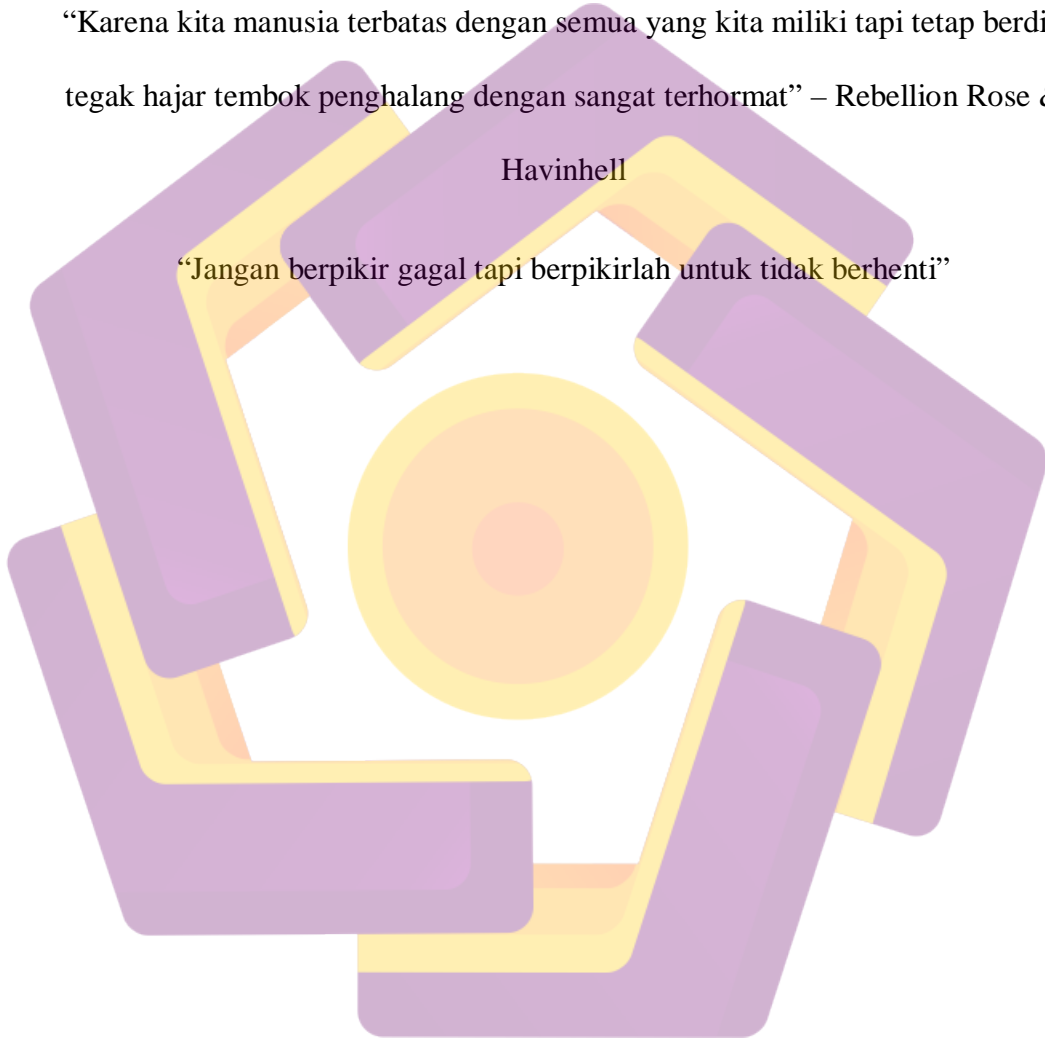 “Karena kita manusia terbatas dengan semua yang kita miliki tapi tetap berdi
tegak hajar tembok penghalang dengan sangat terhormat” – Rebellion Rose &
Havinhell
“Jangan berpikir gagal tapi berpikirlah untuk tidak berhenti”